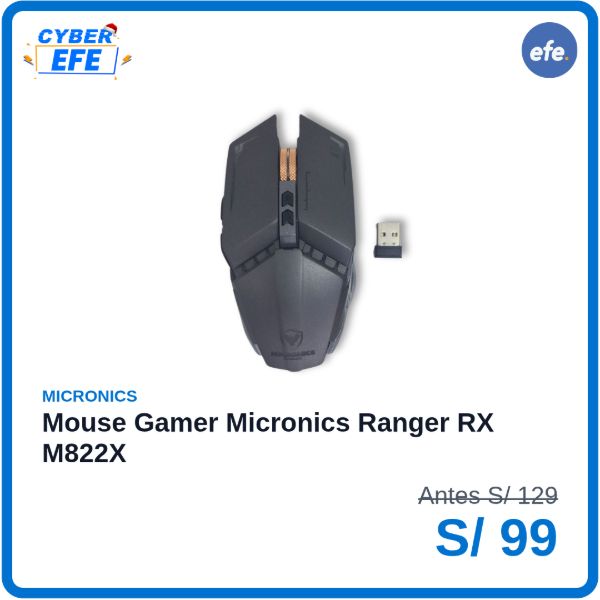 CYBER
EFE
efe.
MICRONICS
Mouse Gamer Micronics Ranger RX
M822X
Antes S/ 129
S/ 99